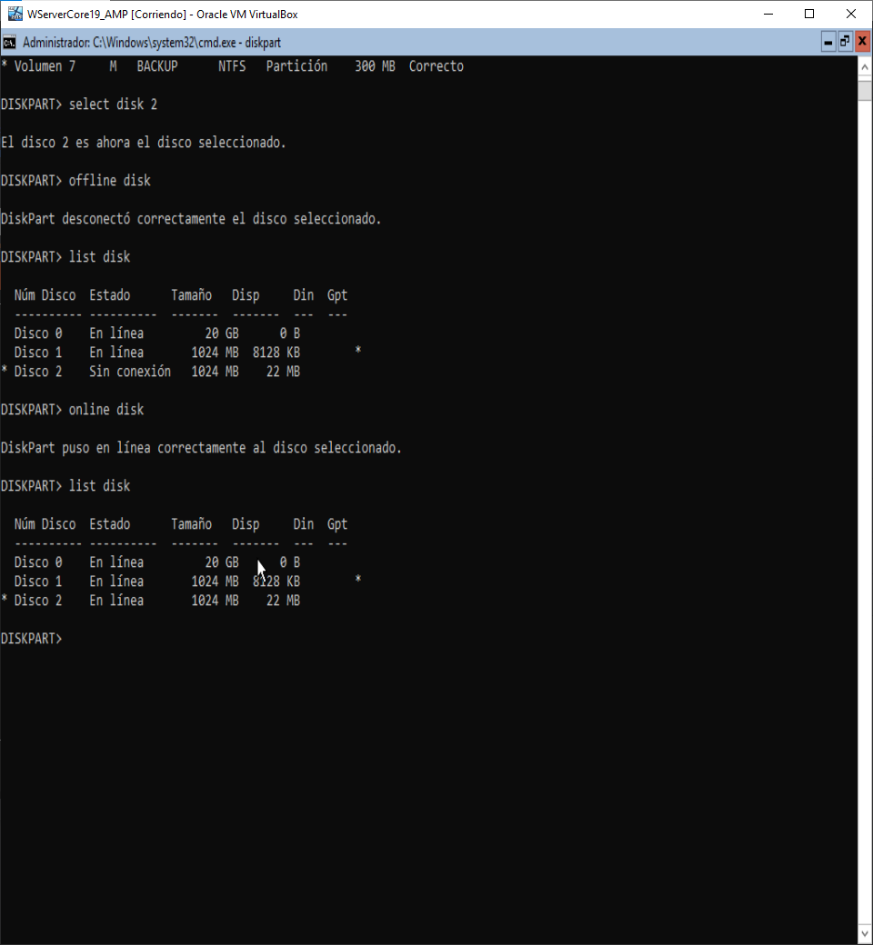 WServerCore19_AMP [Corriendo] - Oracle VM VirtualBox
Administrador: C:\Windows\system32\cmd.exe - diskpart
* Volumen 7     M   BACKUP      NTFS   Partición    300 MB  Correcto
DISKPART> select disk 2
El disco 2 es ahora el disco seleccionado.
DISKPART> offline disk
DiskPart desconectó correctamente el disco seleccionado.
DISKPART> list disk
  Núm Disco  Estado      Tamaño   Disp     Din  Gpt
  ---------- ----------  -------  -------  ---  ---
  Disco 0    En línea         20 GB      0 B
  Disco 1    En línea       1024 MB  8128 KB        *
* Disco 2    Sin conexión   1024 MB    22 MB
DISKPART> online disk
DiskPart puso en línea correctamente al disco seleccionado.
DISKPART> list disk
  Núm Disco  Estado      Tamaño   Disp     Din  Gpt
  ---------- ----------  -------  -------  ---  ---
  Disco 0    En línea         20 GB      0 B
  Disco 1    En línea       1024 MB  8128 KB        *
* Disco 2    En línea       1024 MB    22 MB
DISKPART>